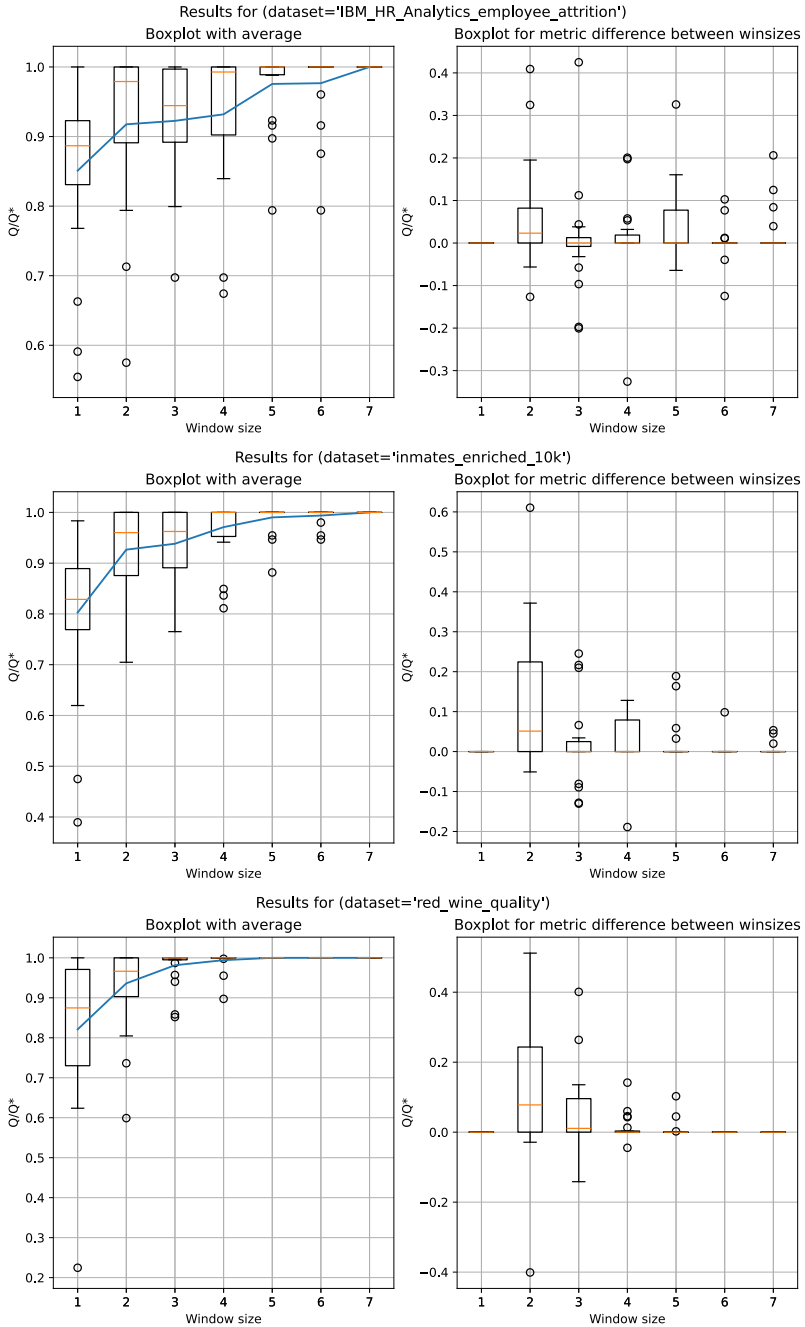 Results for (dataset='IBM_HR_Analytics_employee_attrition')
Boxplot with average
Boxplot for metric difference between winsizes
1.0
0.9
0.8
0.7
0.6
Q/Q*
1 2 3 4 5 6 7
Window size
0.4
0.3
0.2
0.1
0.0
−0.1
−0.2
−0.3
Q/Q*
1 2 3 4 5 6 7
Window size
Results for (dataset='inmates_enriched_10k')
Boxplot with average
Boxplot for metric difference between winsizes
1.0
0.9
0.8
0.7
0.6
0.5
0.4
Q/Q*
1 2 3 4 5 6 7
Window size
0.6
0.5
0.4
0.3
0.2
0.1
0.0
−0.1
−0.2
Q/Q*
1 2 3 4 5 6 7
Window size
Results for (dataset='red_wine_quality')
Boxplot with average
Boxplot for metric difference between winsizes
1.0
0.9
0.8
0.7
0.6
0.5
0.4
0.3
0.2
Q/Q*
1 2 3 4 5 6 7
Window size
0.4
0.2
0.0
−0.2
−0.4
Q/Q*
1 2 3 4 5 6 7
Window size